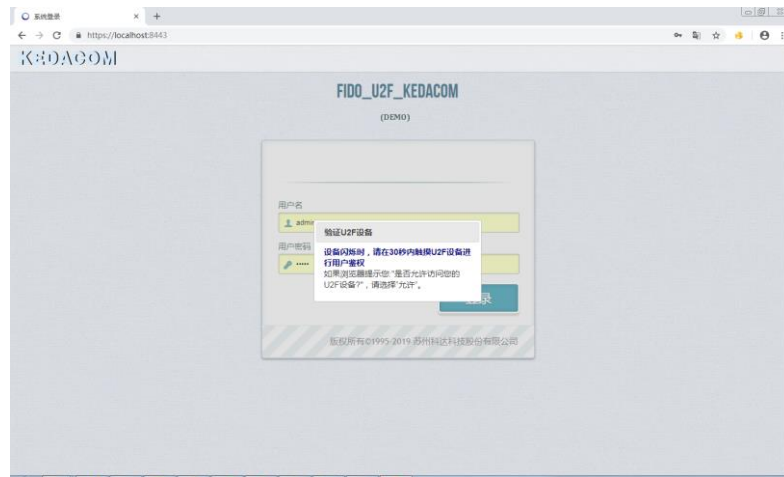 系统登录
https://localhost:8443
KEDACOM
FIDO_U2F_KEDACOM
(DEMO)
用户名
admin
验证U2F设备
设备闪烁时，请在30秒内触摸U2F设备进
行用户鉴权
如果浏览器提示您:"是否允许访问您的
U2F设备?"，请选择"允许"。
用户密码
•••••
登录
版权所有©1995-2019 苏州科达科技股份有限公司